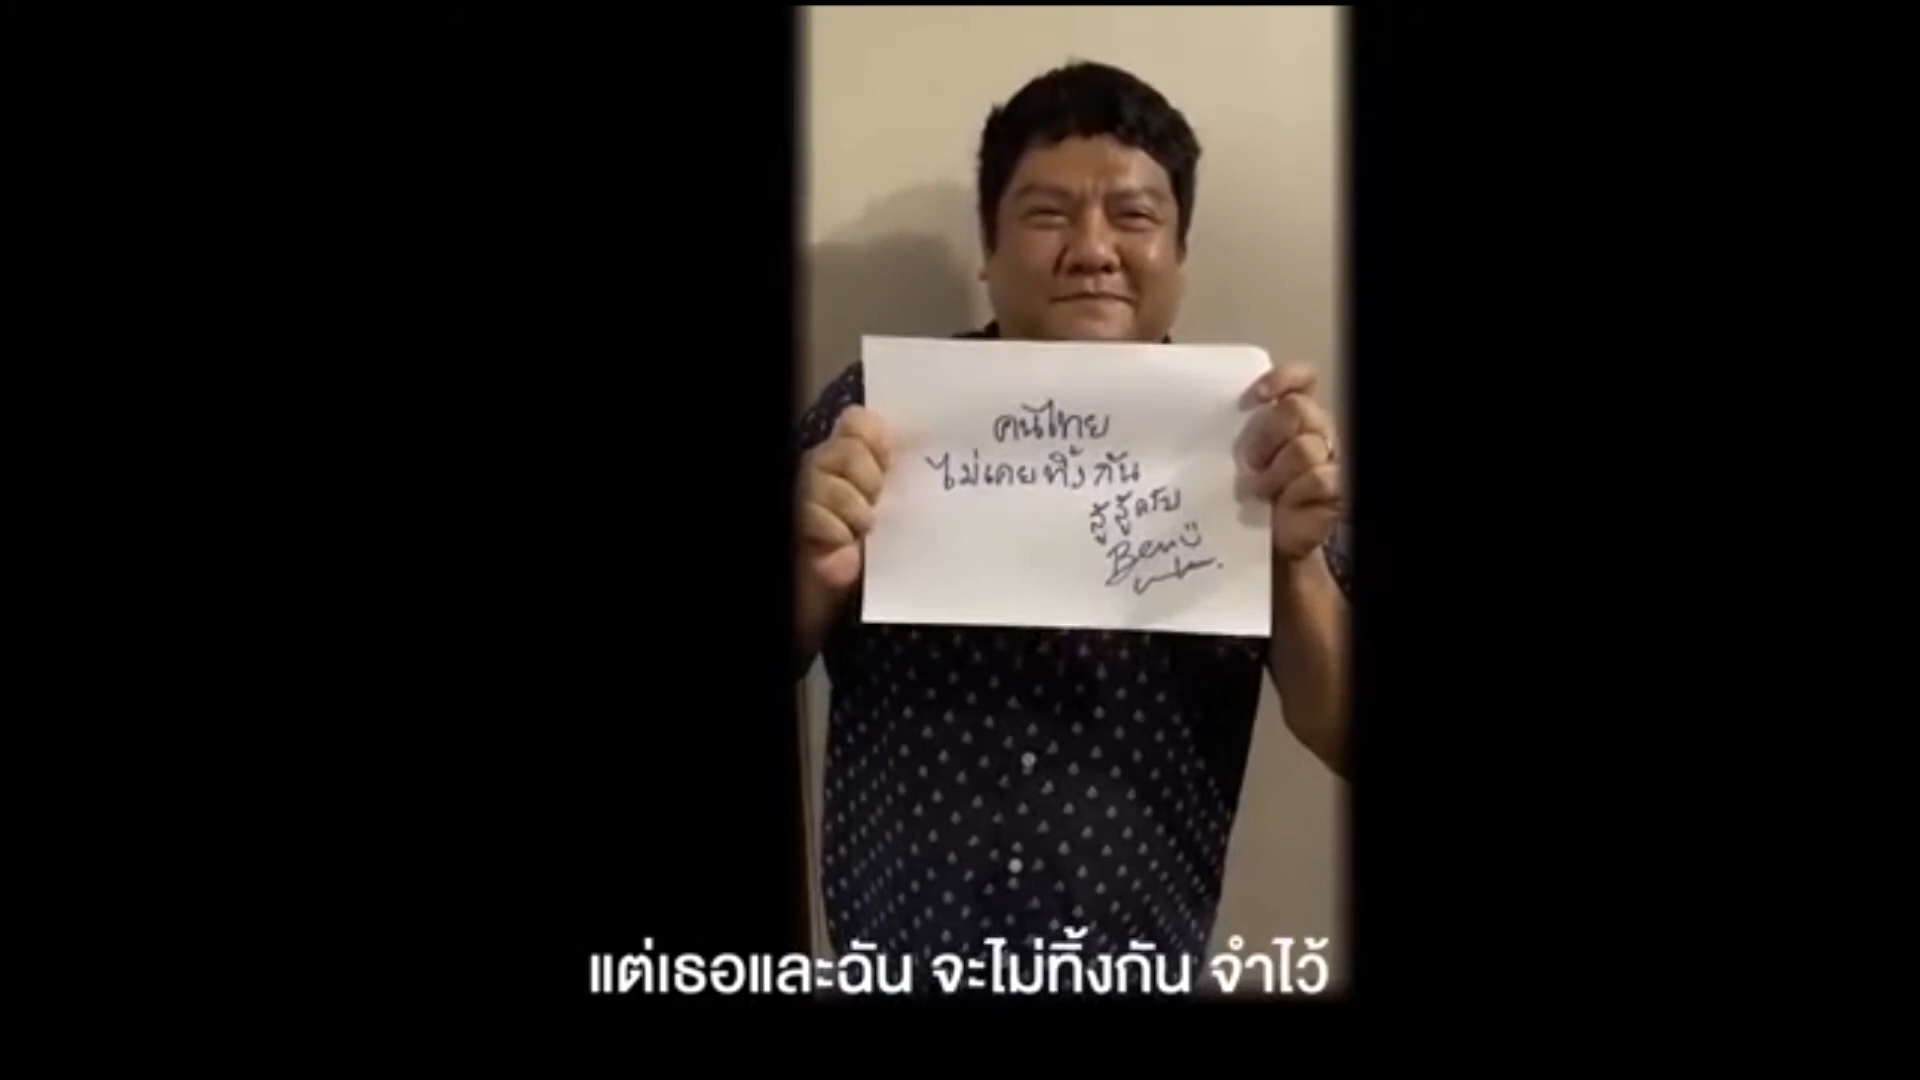 คนไทย
ไม่เคยทิ้งกัน
สู้ สู้ครับ
Ben
แต่เธอและฉัน จะไม่ทิ้งกัน จำไว้